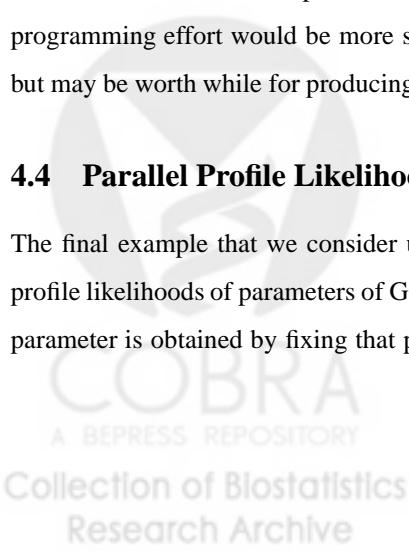 programming effort would be more
but may be worth while for producing
4.4 Parallel Profile
The final example that we consider
profile likelihoods of parameters of
parameter is obtained by fixing that
COBRA
A BEPRESS REPOSITORY
Collection of Biostatistics
Research Archive